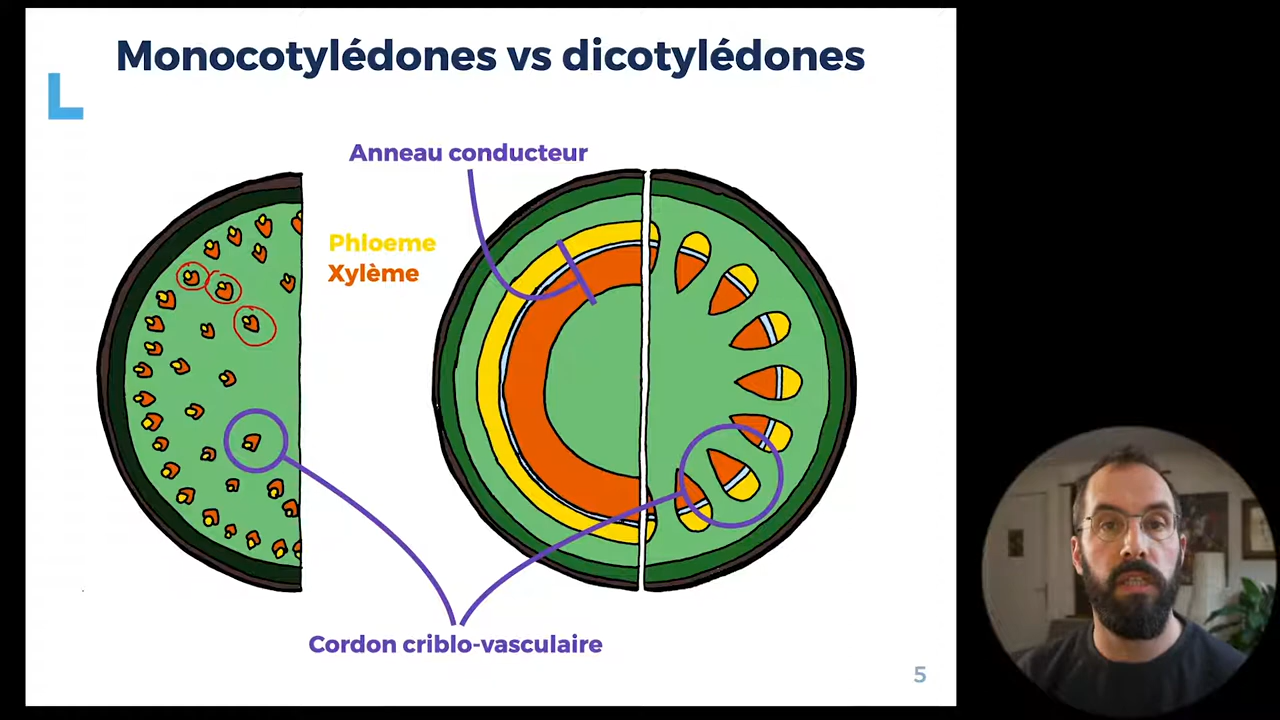 Monocotylédones vs dicotylédones
Anneau conducteur
Phloeme
Xylème
Cordon criblo-vasculaire
5